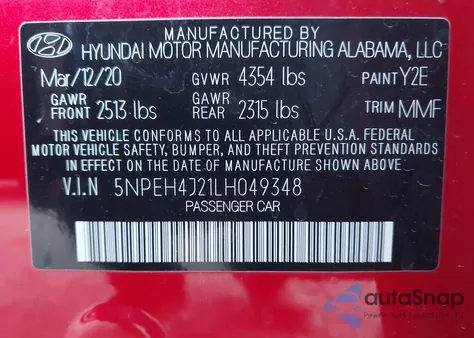 MANUFACTURED BY
HYUNDAI MOTOR MANUFACTURING ALABAMA, LLC
Mar/12/20 GVWR 4354 lbs PAINT Y2E
GAWR FRONT 2513 lbs GAWR REAR 2315 lbs TRIM MMF
THIS VEHICLE CONFORMS TO ALL APPLICABLE U.S.A. FEDERAL
MOTOR VEHICLE SAFETY, BUMPER, AND THEFT PREVENTION STANDARDS
IN EFFECT ON THE DATE OF MANUFACTURE SHOWN ABOVE.
V.I.N 5NPEH4J21LH049348
PASSENGER CAR
autaSnap